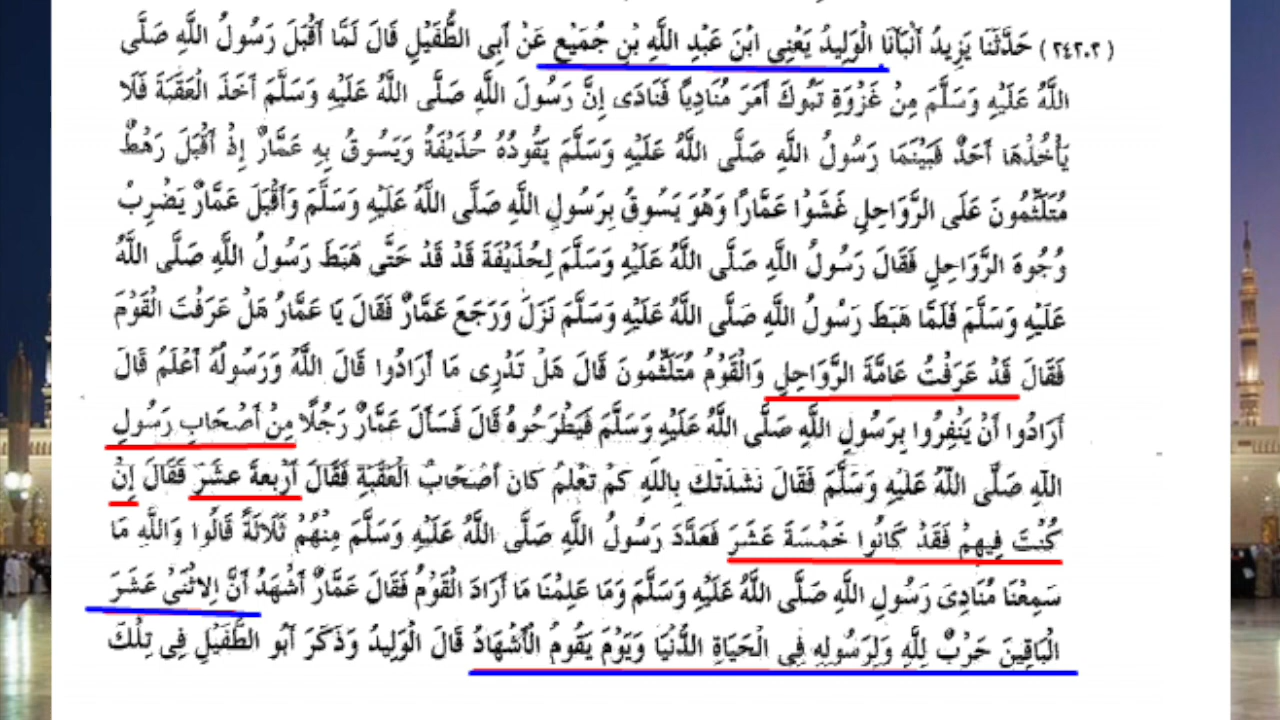 (٢٤٢٠٢) حَدَّثَنَا يَزِيدُ أَنْبَأَنَا الْوَلِيدُ يَعْنِي ابْنَ عَبْدِ اللَّهِ بْنِ جُمَيْعٍ عَنْ أَبِي الطُّفَيْلِ قَالَ لَمَّا أَقْبَلَ رَسُولُ اللَّهِ صَلَّى
اللَّهُ عَلَيْهِ وَسَلَّمَ مِنْ غَزْوَةِ تَبُوكَ أَمَرَ مُنَادِيًا فَنَادَى إِنَّ رَسُولَ اللَّهِ صَلَّى اللَّهُ عَلَيْهِ وَسَلَّمَ أَخَذَ الْعَقَبَةَ فَلَا
يَأْخُذْهَا أَحَدٌ فَبَيْنَمَا رَسُولُ اللَّهِ صَلَّى اللَّهُ عَلَيْهِ وَسَلَّمَ يَقُودُهُ حُذَيْفَةُ وَيَسُوقُ بِهِ عَمَّارٌ إِذْ أَقْبَلَ رَهْطٌ
مُتَلَثِّمُونَ عَلَى الرَّوَاحِلِ غَشَوْا عَمَّارًا وَهُوَ يَسُوقُ بِرَسُولِ اللَّهِ صَلَّى اللَّهُ عَلَيْهِ وَسَلَّمَ وَأَقْبَلَ عَمَّارٌ يَضْرِبُ
وُجُوهَ الرَّوَاحِلِ فَقَالَ رَسُولُ اللَّهِ صَلَّى اللَّهُ عَلَيْهِ وَسَلَّمَ لِحُذَيْفَةَ قَدْ قَدْ حَتَّى هَبَطَ رَسُولُ اللَّهِ صَلَّى اللَّهُ
عَلَيْهِ وَسَلَّمَ فَلَمَّا هَبَطَ رَسُولُ اللَّهِ صَلَّى اللَّهُ عَلَيْهِ وَسَلَّمَ نَزَلَ وَرَجَعَ عَمَّارٌ فَقَالَ يَا عَمَّارُ هَلْ عَرَفْتَ الْقَوْمَ
فَقَالَ قَدْ عَرَفْتُ عَامَّةَ الرَّوَاحِلِ وَالْقَوْمُ مُتَلَثِّمُونَ قَالَ هَلْ تَدْرِي مَا أَرَادُوا قَالَ اللَّهُ وَرَسُولُهُ أَعْلَمُ قَالَ
أَرَادُوا أَنْ يَنْفِرُوا بِرَسُولِ اللَّهِ صَلَّى اللَّهُ عَلَيْهِ وَسَلَّمَ فَيَطْرَحُوهُ قَالَ فَسَأَلَ عَمَّارٌ رَجُلًا مِنْ أَصْحَابِ رَسُولِ
اللَّهِ صَلَّى اللَّهُ عَلَيْهِ وَسَلَّمَ فَقَالَ نَشَدْتُكَ بِاللَّهِ كَمْ تَعْلَمُ كَانَ أَصْحَابُ الْعَقَبَةِ فَقَالَ أَرْبَعَةَ عَشَرَ فَقَالَ إِنْ
كُنْتَ فِيهِمْ فَقَدْ كَانُوا خَمْسَةَ عَشَرَ فَعَدَّدَ رَسُولُ اللَّهِ صَلَّى اللَّهُ عَلَيْهِ وَسَلَّمَ مِنْهُمْ ثَلَاثَةً قَالُوا وَاللَّهِ مَا
سَمِعْنَا مُنَادِيَ رَسُولِ اللَّهِ صَلَّى اللَّهُ عَلَيْهِ وَسَلَّمَ وَمَا عَلِمْنَا مَا أَرَادَ الْقَوْمُ فَقَالَ عَمَّارٌ أَشْهَدُ أَنَّ الِاثْنَيْ عَشَرَ
الْبَاقِينَ حَرْبٌ لِلَّهِ وَلِرَسُولِهِ فِي الْحَيَاةِ الدُّنْيَا وَيَوْمَ يَقُومُ الْأَشْهَادُ قَالَ الْوَلِيدُ وَذَكَرَ أَبُو الطُّفَيْلِ فِي تِلْكَ